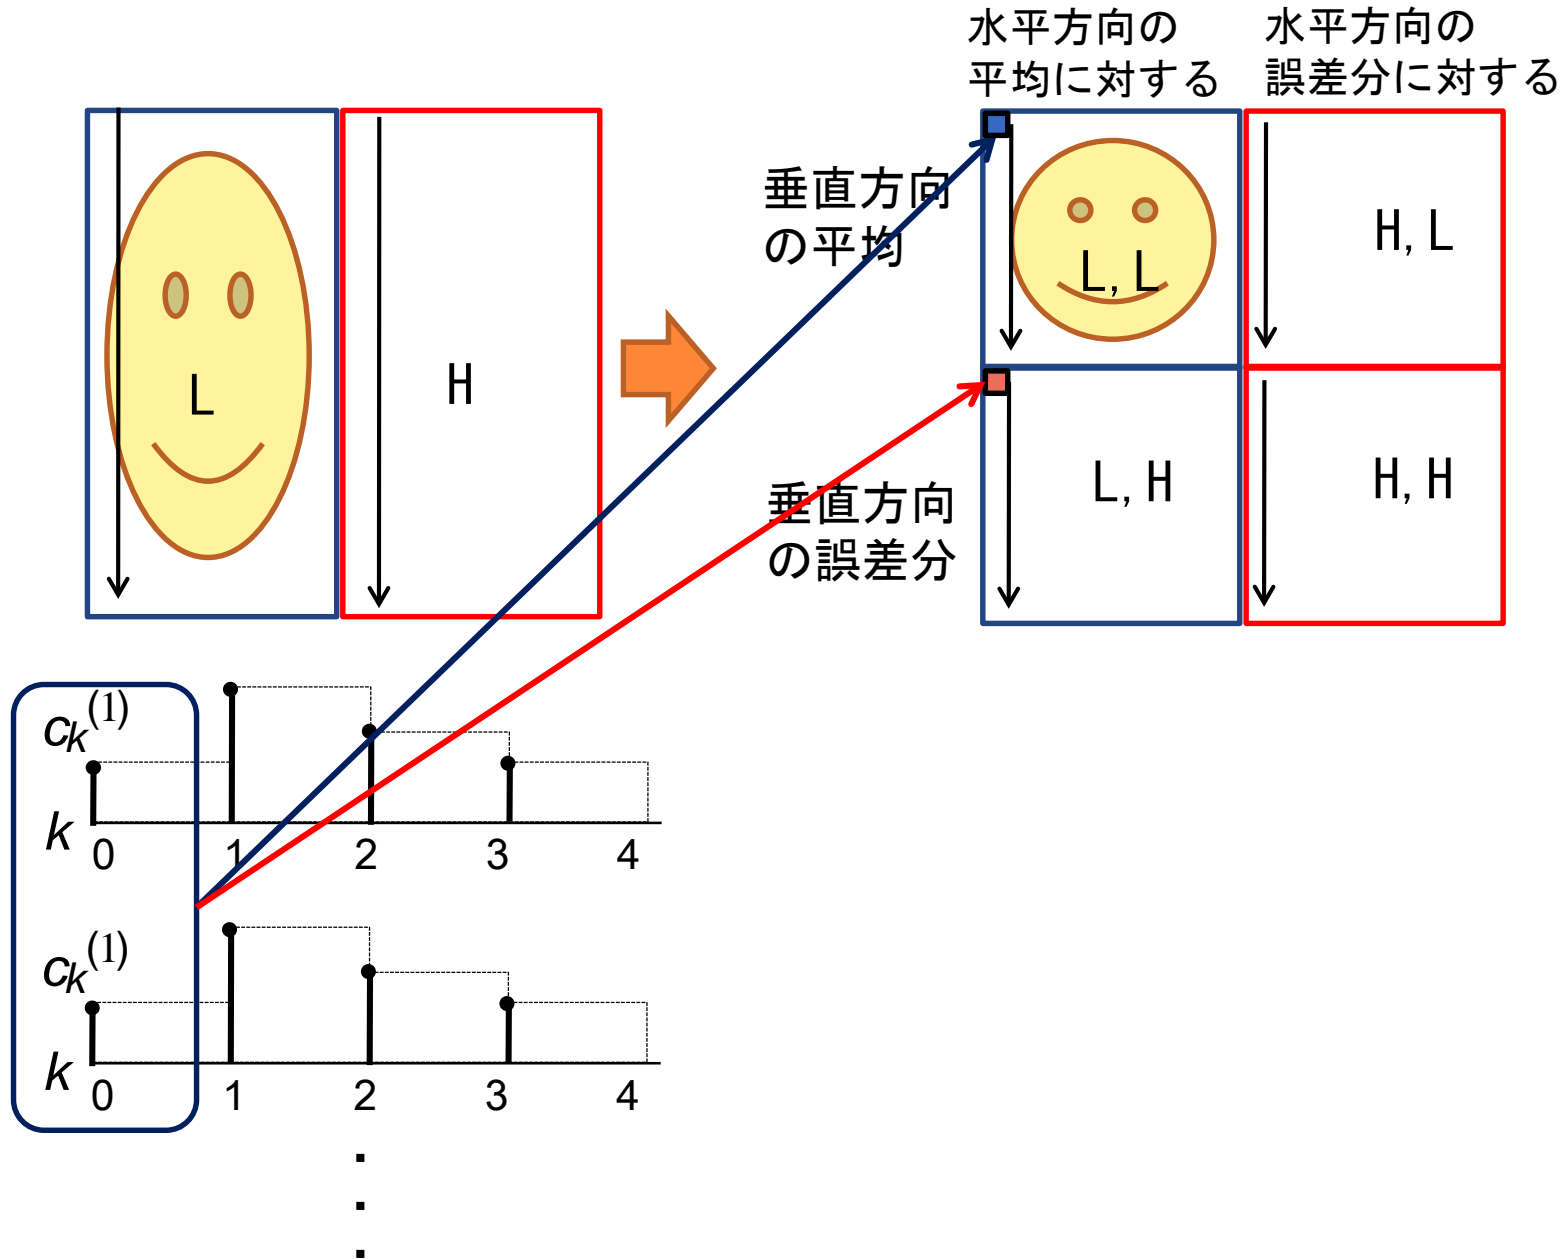 水平方向の
平均に対する
水平方向の
誤差分に対する
垂直方向
の平均
L
H
L, L
H, L
垂直方向
の誤差分
L, H
H, H
c_k^(1)
k
0 1 2 3 4
c_k^(1)
k
0 1 2 3 4